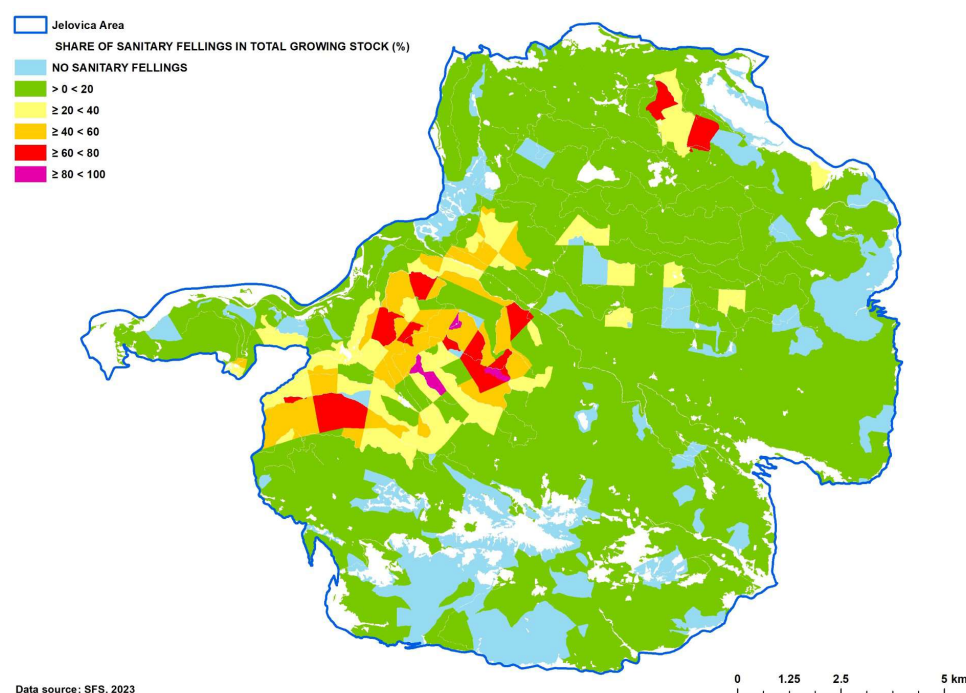 Jelovica Area
SHARE OF SANITARY FELLINGS IN TOTAL GROWING STOCK (%)
NO SANITARY FELLINGS
> 0 < 20
≥ 20 < 40
≥ 40 < 60
≥ 60 < 80
≥ 80 < 100
0 1.25 2.5 5 km
Data source: SFS, 2023